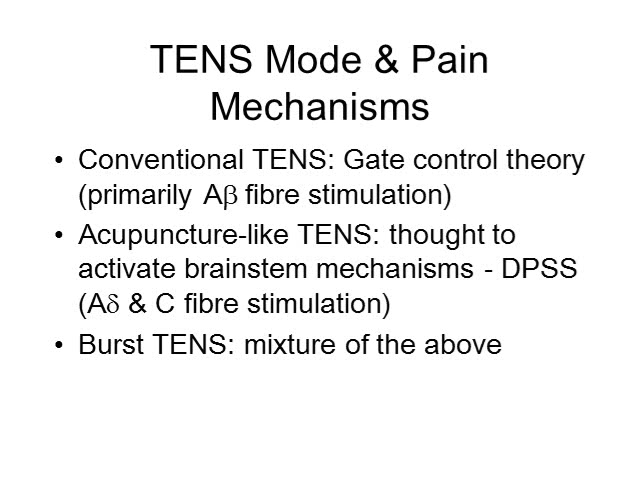 TENS Mode & Pain
Mechanisms
• Conventional TENS: Gate control theory
(primarily Aβ fibre stimulation)
• Acupuncture-like TENS: thought to
activate brainstem mechanisms - DPSS
(Aδ & C fibre stimulation)
• Burst TENS: mixture of the above